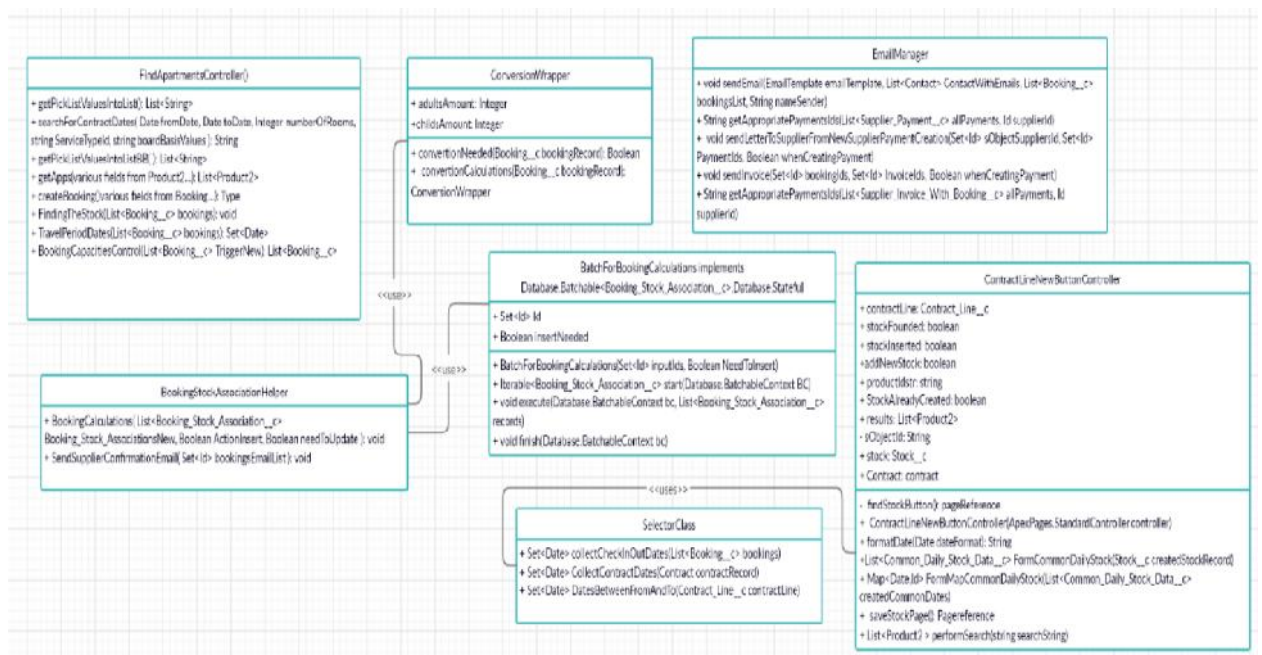 FindApartmentsController()
+ getPickListValuesIntoList(): List<String>
+ searchForContractDates( Date fromDate, Date toDate, Integer numberOfRooms,
string ServiceTypeId, string boardBasisValues ): String
+ getPickListValuesIntoListBB( ): List<String>
+ getApps(various fields from Product2...): List<Product2>
+ createBooking(various fields from Booking...): Type
+ FindingTheStock(List<Booking__c> bookings): void
+ TravelPeriodDates(List<Booking__c> bookings): Set<Date>
+ BookingCapacitiesControl(List<Booking__c> TriggerNew): List<Booking__c>
ConversionWrapper
+ adultsAmount: Integer
+childsAmount: Integer
+ convertionNeeded(Booking__c bookingRecord): Boolean
+ convertionCalculations(Booking__c bookingRecord):
ConversionWrapper
EmailManager
+ void sendEmail(EmailTemplate emailTemplate, List<Contact> ContactWithEmails, List<Booking__c>
bookingsList, String nameSender)
+ String getAppropriatePaymentsIds(List<Supplier_Payment__c> allPayments, Id supplierId)
+ void sendLetterToSupplierFromNewSupplierPaymentCreation(Set<Id> sObjectSupplierId, Set<Id>
PaymentIds, Boolean whenCreatingPayment)
+ void sendInvoice(Set<Id> bookingIds, Set<Id> InvoiceIds, Boolean whenCreatingPayment)
+ String getAppropriatePaymentsIds(List<Supplier_Invoice_With_Booking__c> allPayments, Id
supplierId)
<<use>>
<<use>>
BatchForBookingCalculations implements
Database.Batchable<Booking_Stock_Association__c>,Database.Stateful
+ Set<Id> Id
+ Boolean insertNeeded
+ BatchForBookingCalculations(Set<Id> inputIds, Boolean NeedToInsert)
+ Iterable<Booking_Stock_Association__c> start(Database.BatchableContext BC)
+ void execute(Database.BatchableContext bc, List<Booking_Stock_Association__c>
records)
+ void finish(Database.BatchableContext bc)
BookingStockAssociationHelper
+ BookingCalculations( List<Booking_Stock_Association__c>
Booking_Stock_AssociationsNew, Boolean ActionInsert, Boolean needToUpdate ): void
+ SendSupplierConfirmationEmail( Set<Id> bookingsEmailList): void
ContractLineNewButtonController
+ contractLine: Contract_Line__c
+ stockFounded: boolean
+ stockInserted: boolean
+addNewStock: boolean
+ productIdstr: string
+ StockAlreadyCreated: boolean
+ results: List<Product2>
- sObjectId: String
+ stock: Stock__c
+ Contract: contract
- findStockButton(): pageReference
+ ContractLineNewButtonController(ApexPages.StandardController controller)
+ formatDate(Date dateFormat): String
+List<Common_Daily_Stock_Data__c> FormCommonDailyStock(Stock__c createdStockRecord)
+ Map<Date,Id> FormMapCommonDailyStock(List<Common_Daily_Stock_Data__c>
createdCommonDates)
+ saveStockPage(): Pagereference
+ List<Product2 > performSearch(string searchString)
<<uses>>
SelectorClass
+ Set<Date> collectCheckInOutDates(List<Booking__c> bookings)
+ Set<Date> CollectContractDates(Contract contractRecord)
+ Set<Date> DatesBetweenFromAndTo(Contract_Line__c contractLine)